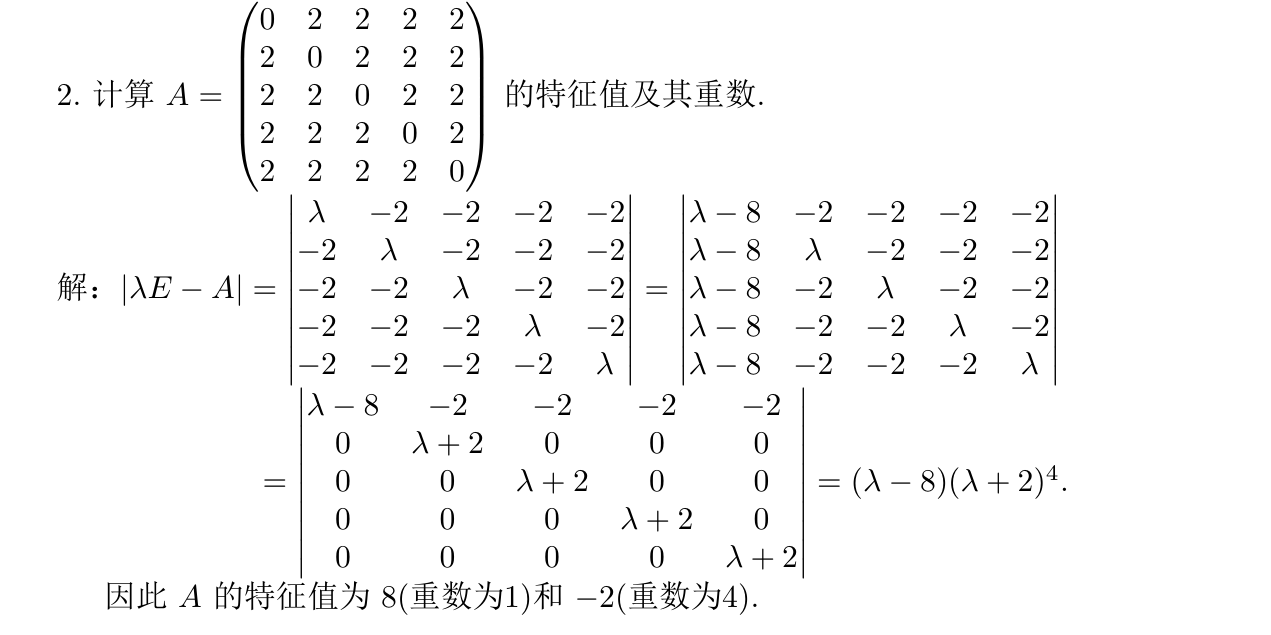 2. 计算 $A = \begin{pmatrix} 0 & 2 & 2 & 2 & 2 \\ 2 & 0 & 2 & 2 & 2 \\ 2 & 2 & 0 & 2 & 2 \\ 2 & 2 & 2 & 0 & 2 \\ 2 & 2 & 2 & 2 & 0 \end{pmatrix}$ 的特征值及其重数.
解：$|\lambda E - A| = \begin{vmatrix} \lambda & -2 & -2 & -2 & -2 \\ -2 & \lambda & -2 & -2 & -2 \\ -2 & -2 & \lambda & -2 & -2 \\ -2 & -2 & -2 & \lambda & -2 \\ -2 & -2 & -2 & -2 & \lambda \end{vmatrix} = \begin{vmatrix} \lambda - 8 & -2 & -2 & -2 & -2 \\ \lambda - 8 & \lambda & -2 & -2 & -2 \\ \lambda - 8 & -2 & \lambda & -2 & -2 \\ \lambda - 8 & -2 & -2 & \lambda & -2 \\ \lambda - 8 & -2 & -2 & -2 & \lambda \end{vmatrix}$
$= \begin{vmatrix} \lambda - 8 & -2 & -2 & -2 & -2 \\ 0 & \lambda + 2 & 0 & 0 & 0 \\ 0 & 0 & \lambda + 2 & 0 & 0 \\ 0 & 0 & 0 & \lambda + 2 & 0 \\ 0 & 0 & 0 & 0 & \lambda + 2 \end{vmatrix} = (\lambda - 8)(\lambda + 2)^4.$
因此 $A$ 的特征值为 8(重数为1)和 $-2$(重数为4).